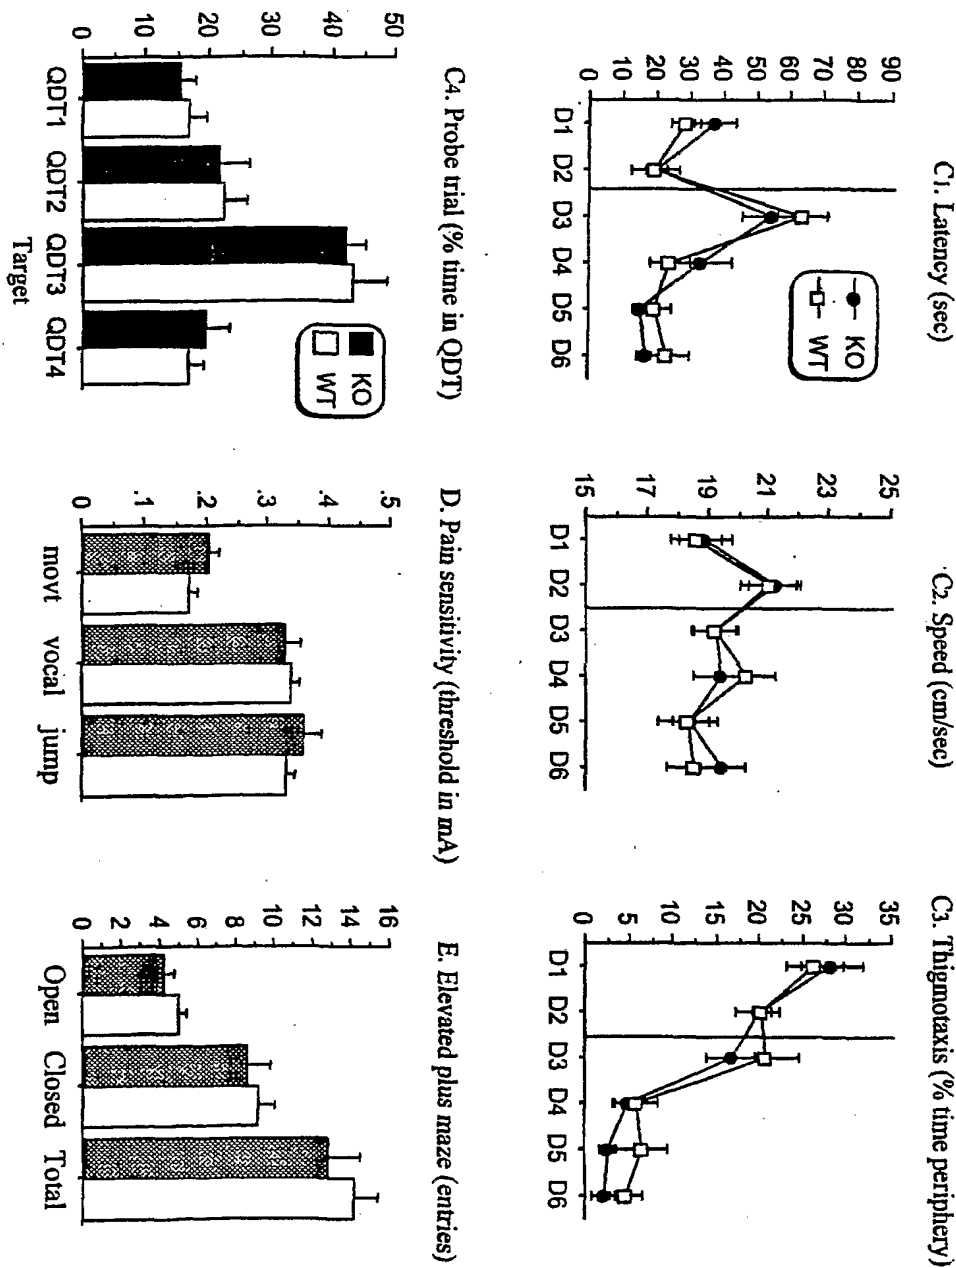 C1. Latency (sec)
90
80
70
60
50
40
30
20
10
0
D1 D2 D3 D4 D5 D6
KO
WT
C2. Speed (cm/sec)
25
23
21
19
17
15
D1 D2 D3 D4 D5 D6
C3. Thigmotaxis (% time periphery)
35
30
25
20
15
10
5
0
D1 D2 D3 D4 D5 D6
C4. Probe trial (% time in QDT)
50
40
30
20
10
0
QDT1 QDT2 QDT3 QDT4
Target
KO
WT
D. Pain sensitivity (threshold in mA)
.5
.4
.3
.2
.1
0
movt vocal jump
E. Elevated plus maze (entries)
16
14
12
10
8
6
4
2
0
Open Closed Total